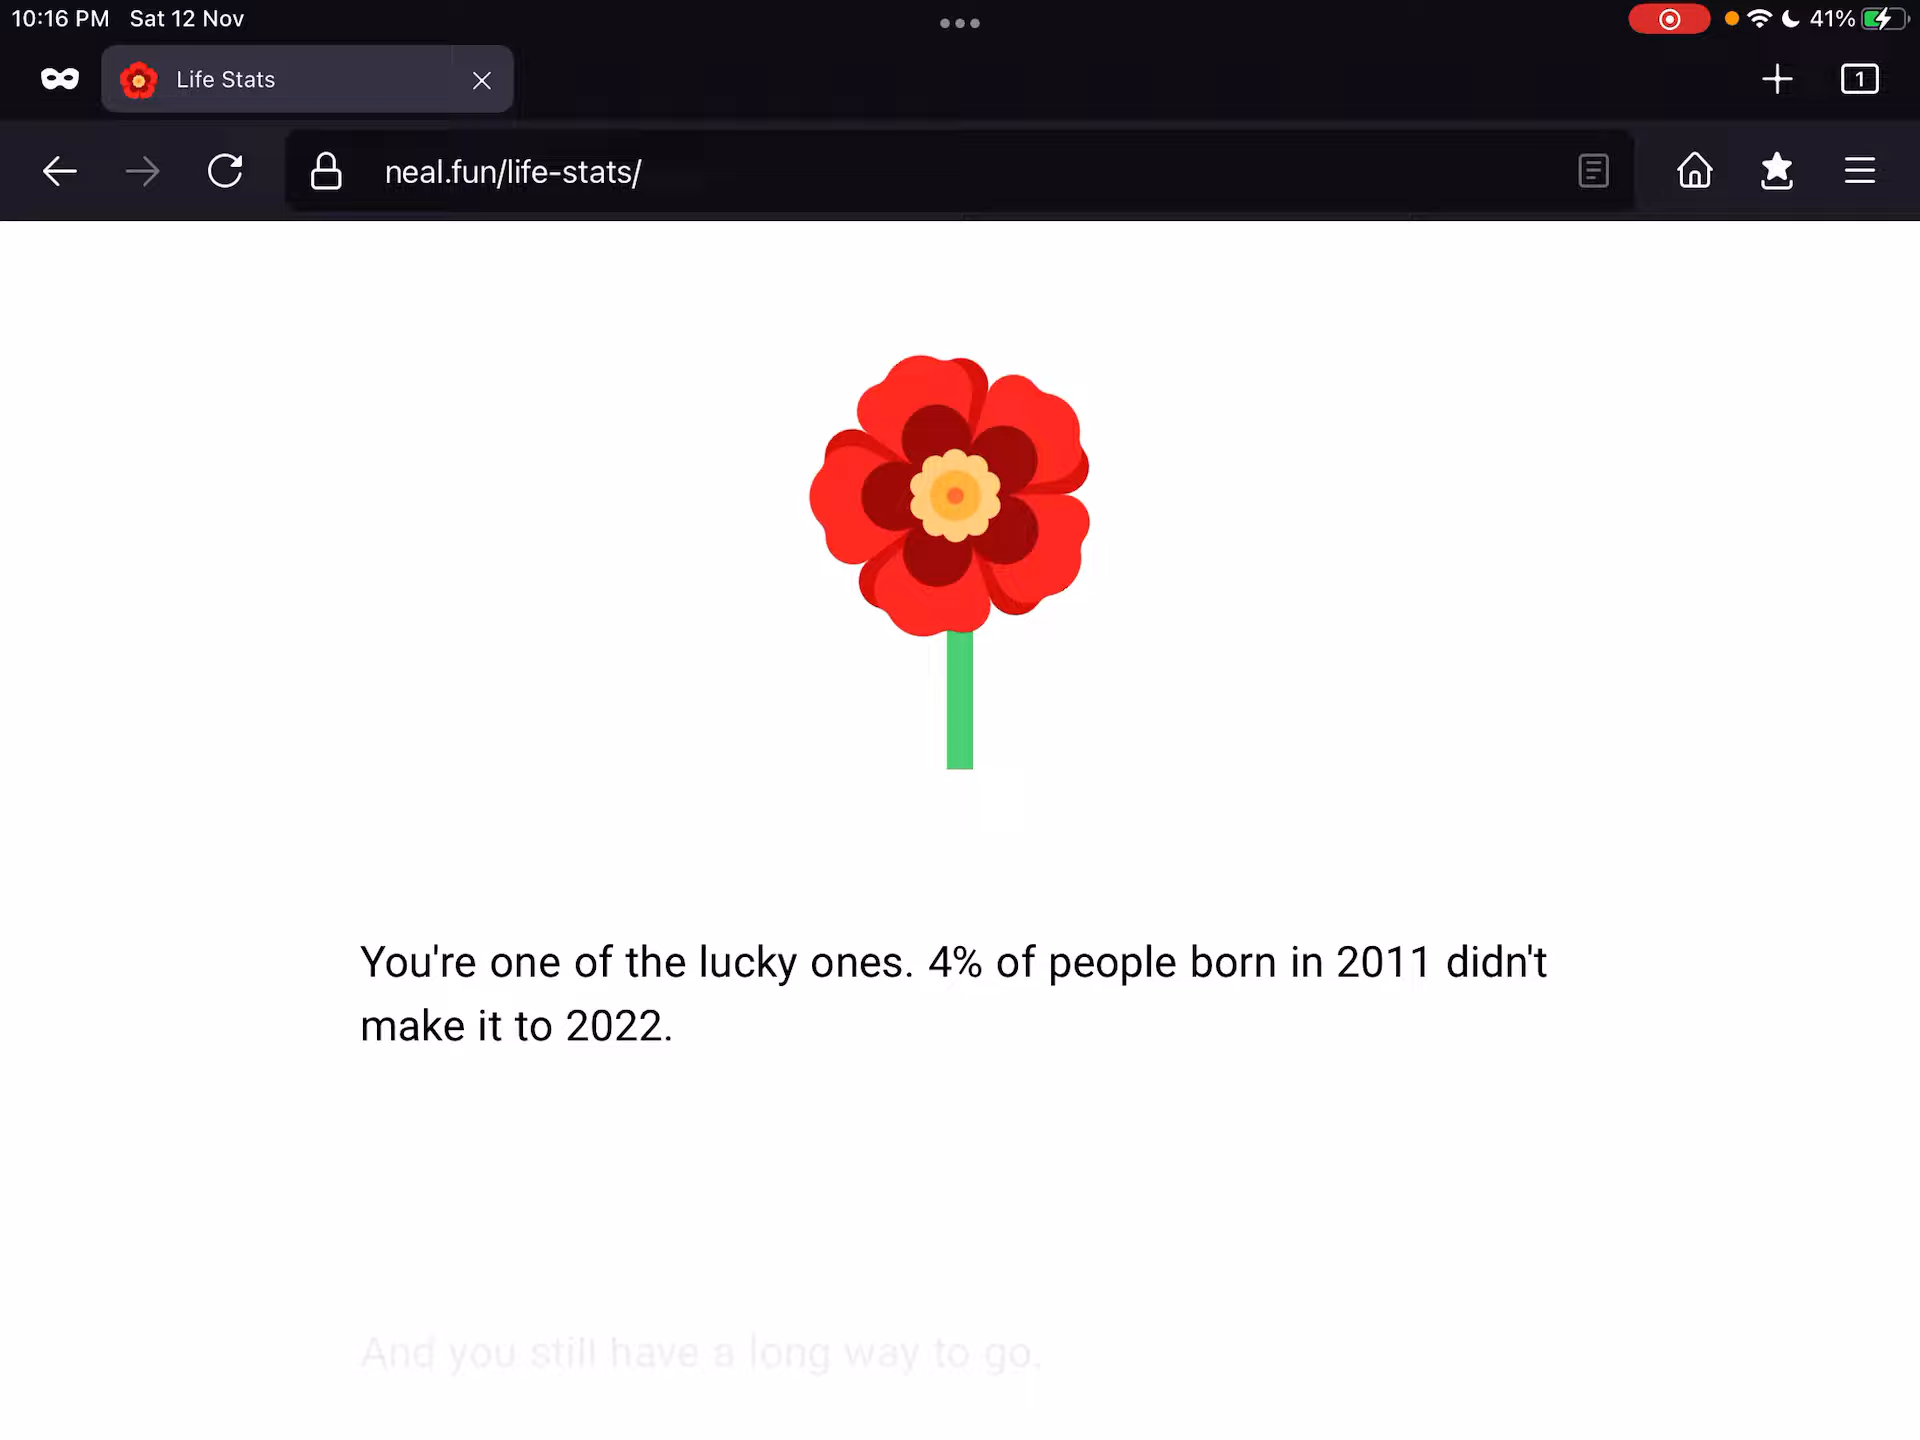 10:16 PM Sat 12 Nov
41%
Life Stats
1
neal.fun/life-stats/
You're one of the lucky ones. 4% of people born in 2011 didn't
make it to 2022.
And you still have a long way to go.